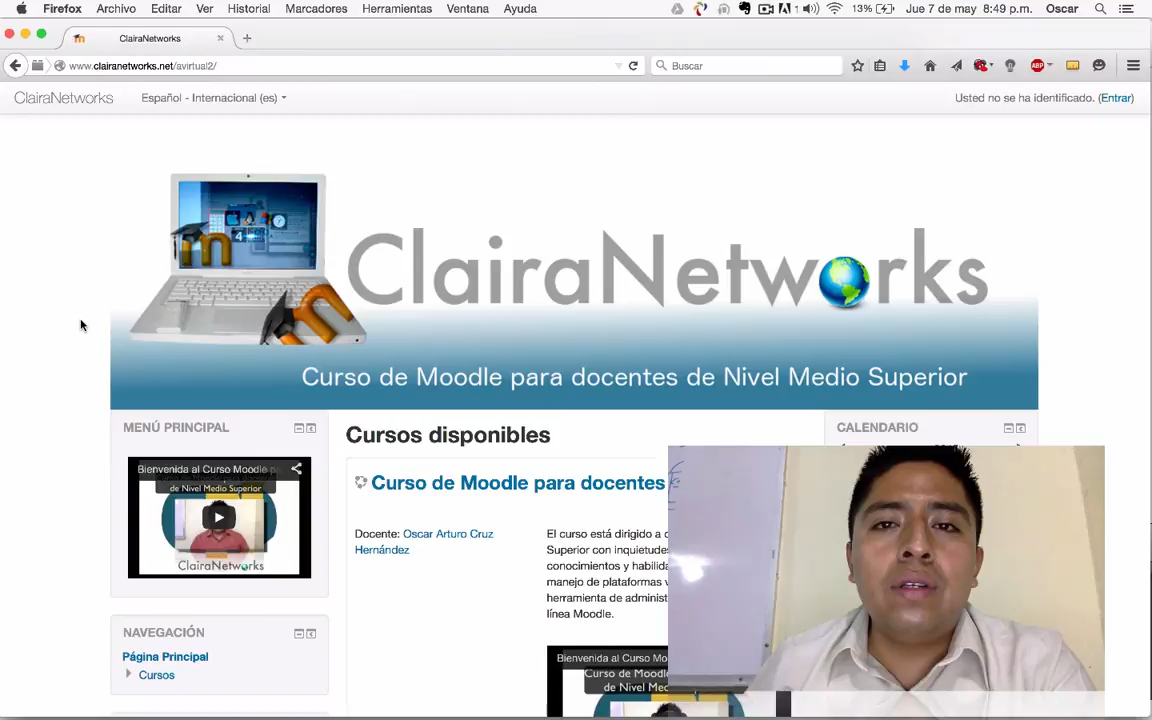 Firefox Archivo Editar Ver Historial Marcadores Herramientas Ventana Ayuda 1 13% Jue 7 de may 8:49 p.m. Oscar
ClairaNetworks
www.clairanetworks.net/avirtual2/ Buscar ABP
ClairaNetworks Español - Internacional (es) Usted no se ha identificado. (Entrar)
ClairaNetworks
Curso de Moodle para docentes de Nivel Medio Superior
MENÚ PRINCIPAL
Bienvenida al Curso Moodle p
de Nivel Medio Superior
ClairaNetworks
NAVEGACIÓN
Página Principal
Cursos
Cursos disponibles
Curso de Moodle para docentes
Docente: Oscar Arturo Cruz
Hernández
El curso está dirigido a
Superior con inquietudes
conocimientos y habilida
manejo de plataformas
herramienta de administ
línea Moodle.
Bienvenida al Curso Mo
Curso de Moodle
de Nivel Med
CALENDARIO